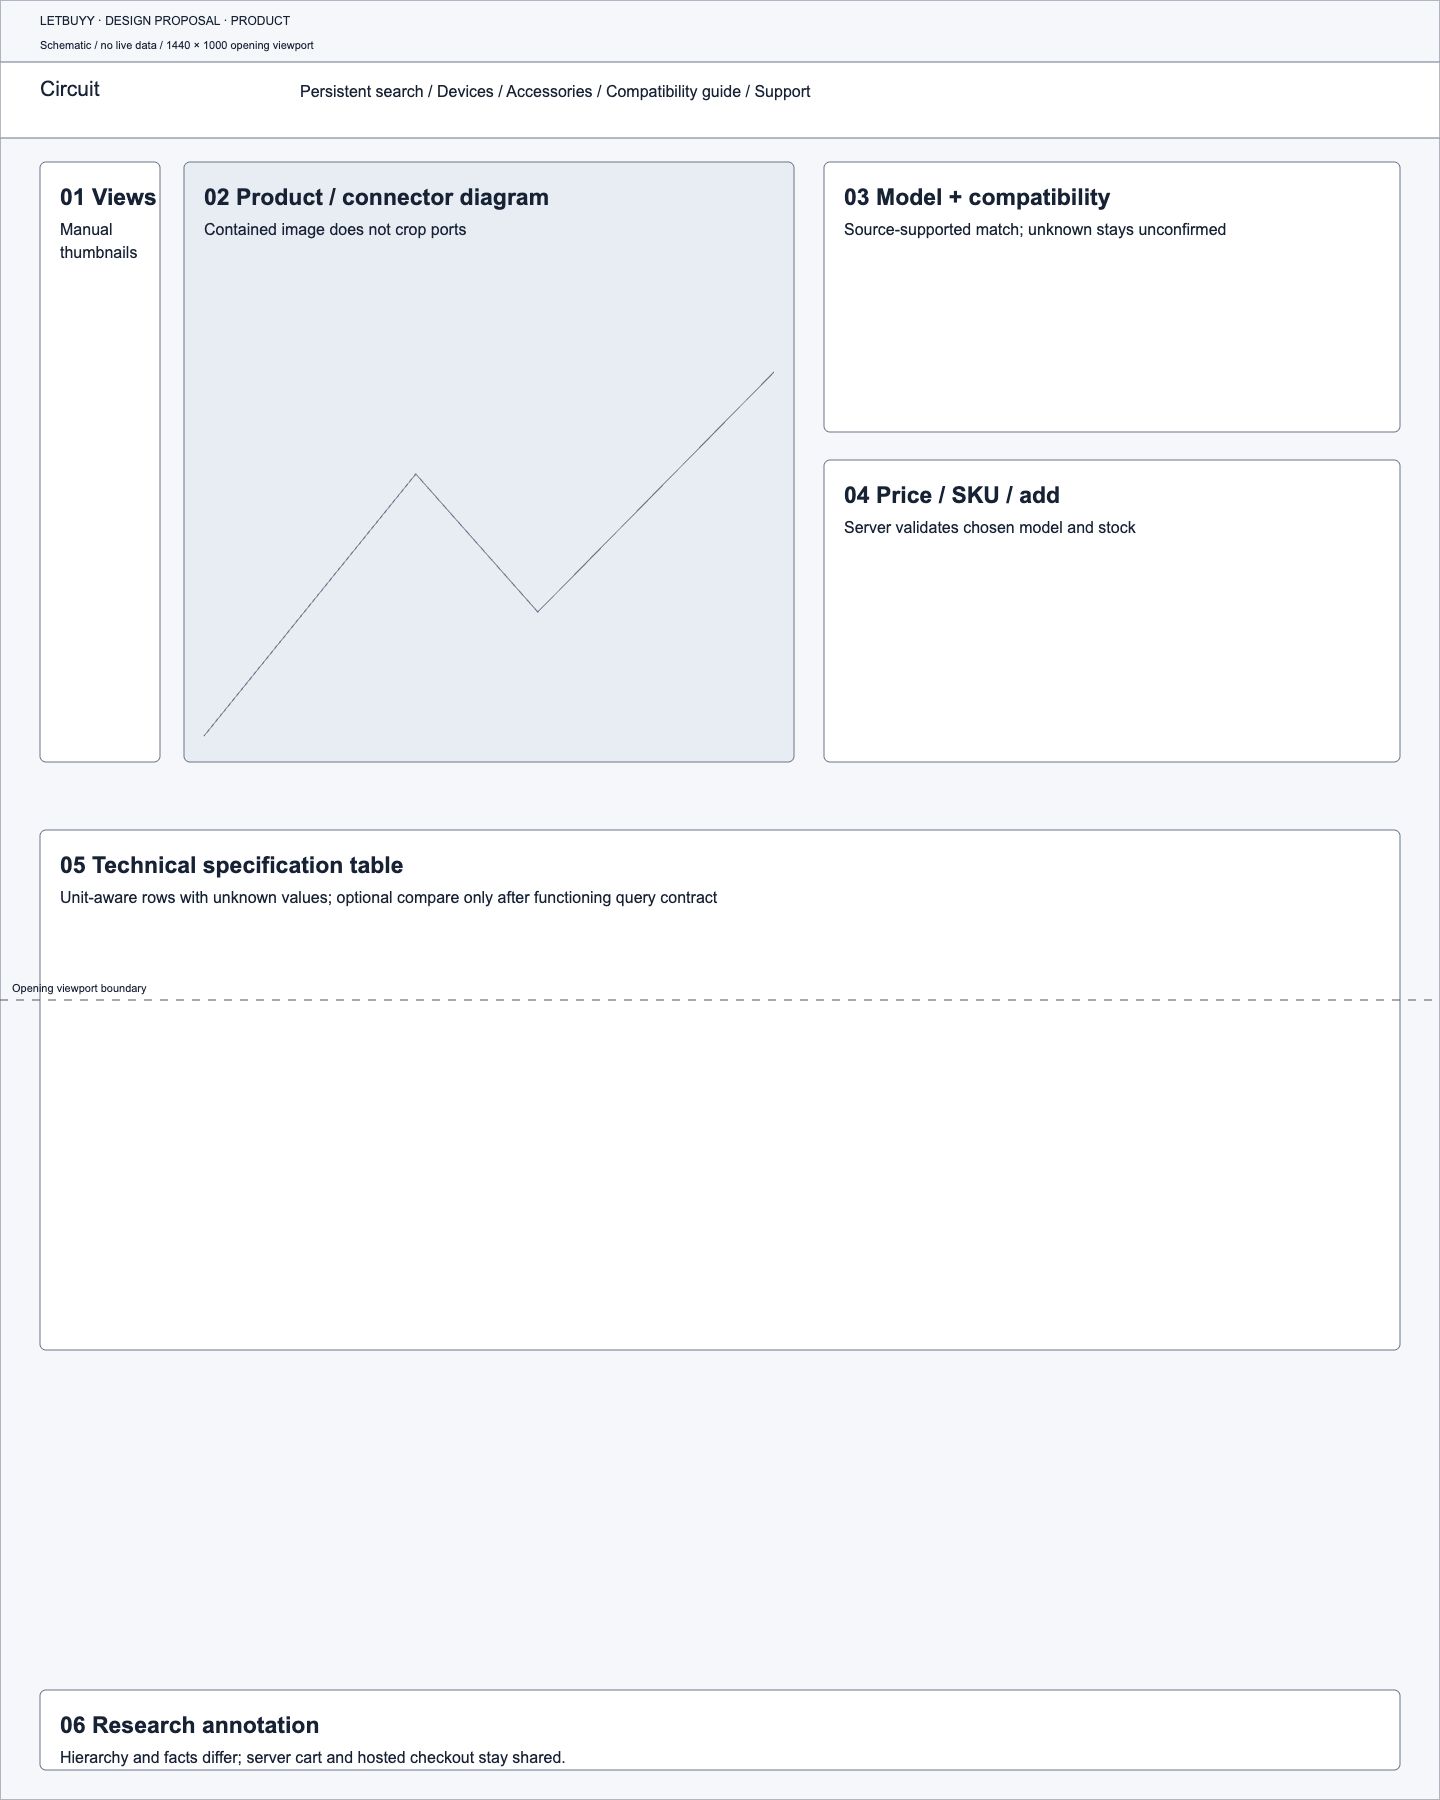 LETBUYY · DESIGN PROPOSAL · PRODUCT
Schematic / no live data / 1440 × 1000 opening viewport
Circuit
Persistent search / Devices / Accessories / Compatibility guide / Support
01 Views
Manual
thumbnails
02 Product / connector diagram
Contained image does not crop ports
03 Model + compatibility
Source-supported match; unknown stays unconfirmed
04 Price / SKU / add
Server validates chosen model and stock
05 Technical specification table
Unit-aware rows with unknown values; optional compare only after functioning query contract
Opening viewport boundary
06 Research annotation
Hierarchy and facts differ; server cart and hosted checkout stay shared.